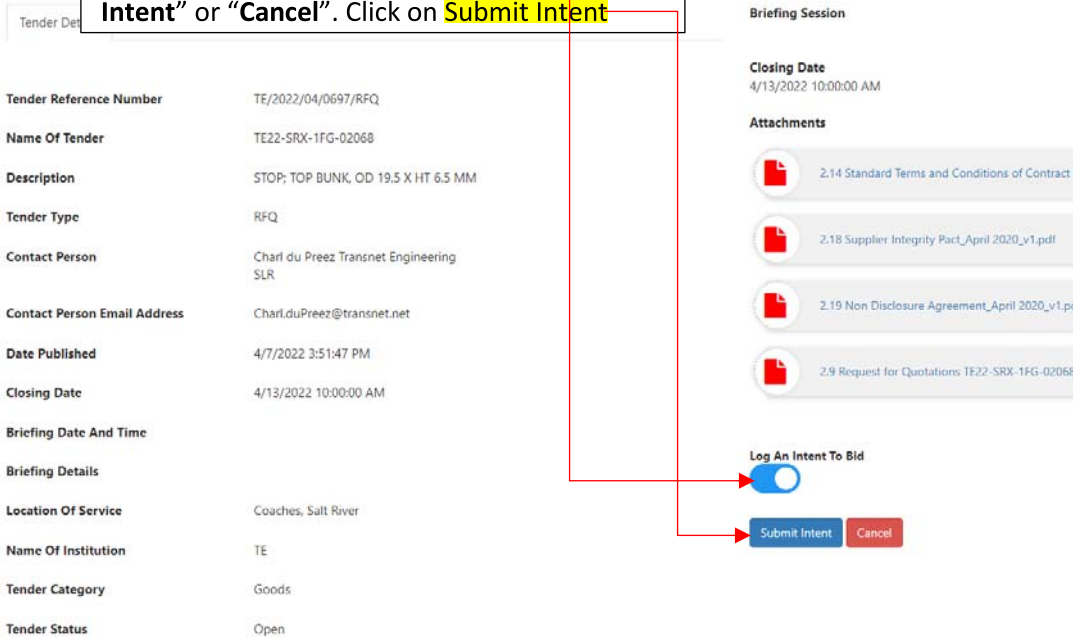 Intent” or “Cancel”. Click on Submit Intent
Tender Det
Tender Reference Number TE/2022/04/0697/RFQ
Name Of Tender TE22-SRX-1FG-02068
Description STOP; TOP BUNK, OD 19.5 X HT 6.5 MM
Tender Type RFQ
Contact Person Charl du Preez Transnet Engineering
SLR
Contact Person Email Address Charl.duPreez@transnet.net
Date Published 4/7/2022 3:51:47 PM
Closing Date 4/13/2022 10:00:00 AM
Briefing Date And Time
Briefing Details
Location Of Service Coaches, Salt River
Name Of Institution TE
Tender Category Goods
Tender Status Open
Briefing Session
Closing Date
4/13/2022 10:00:00 AM
Attachments
2.14 Standard Terms and Conditions of Contract
2.18 Supplier Integrity Pact_April 2020_v1.pdf
2.19 Non Disclosure Agreement_April 2020_v1.p
2.9 Request for Quotations TE22-SRX-1FG-02068
Log An Intent To Bid
Submit Intent Cancel